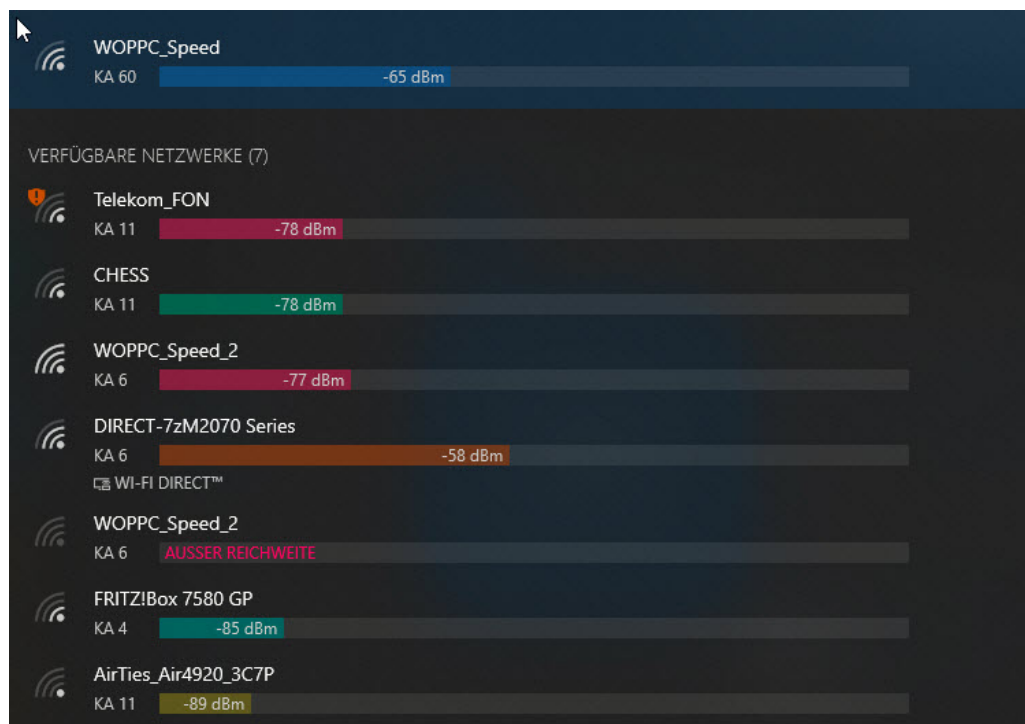 WOPPC_Speed
KA 60 -65 dBm
VERFÜGBARE NETZWERKE (7)
Telekom_FON
KA 11 -78 dBm
CHESS
KA 11 -78 dBm
WOPPC_Speed_2
KA 6 -77 dBm
DIRECT-7zM2070 Series
KA 6 -58 dBm
WI-FI DIRECT™
WOPPC_Speed_2
KA 6 AUSSER REICHWEITE
FRITZ!Box 7580 GP
KA 4 -85 dBm
AirTies_Air4920_3C7P
KA 11 -89 dBm